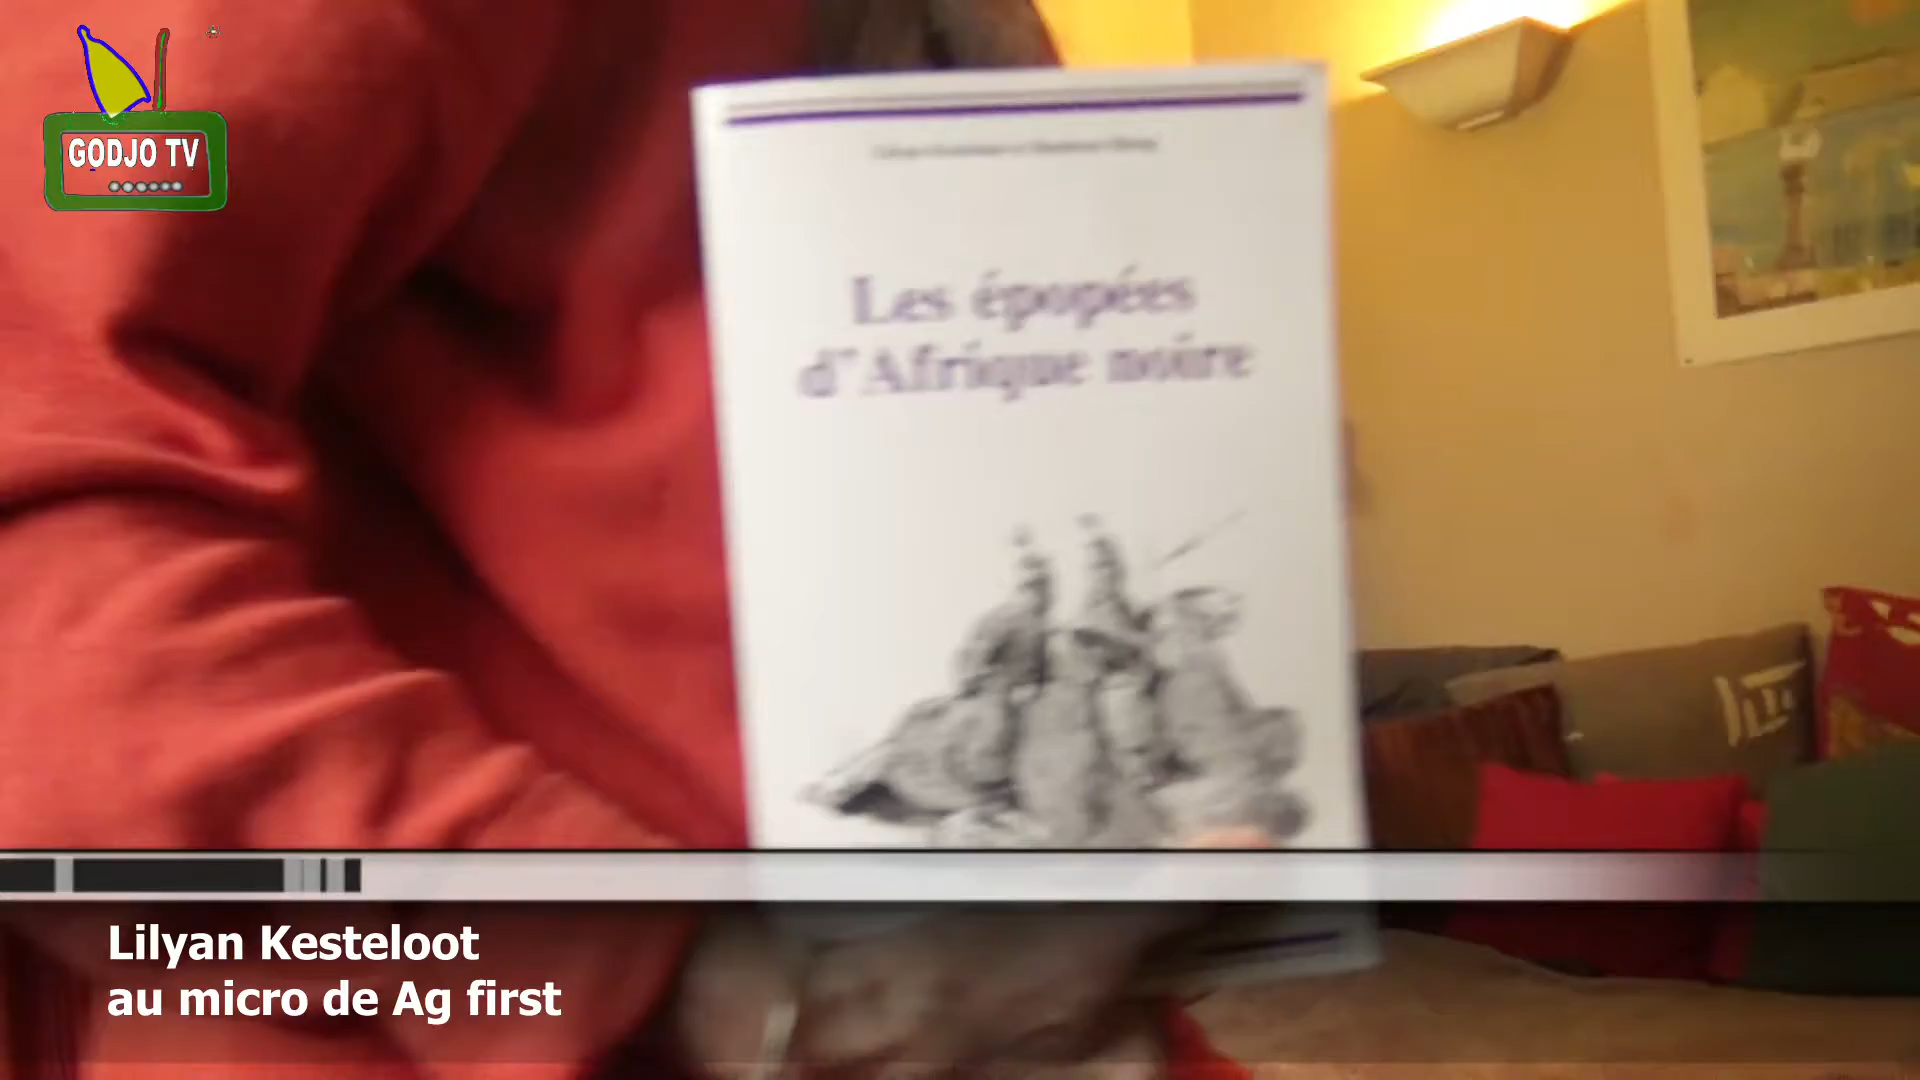 GODJO TV
Les épopées
d'Afrique noire
Lilyan Kesteloot
au micro de Ag first